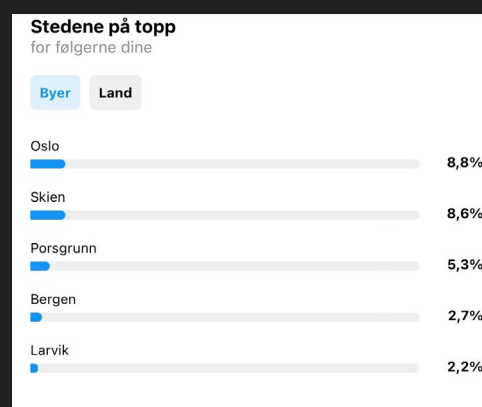 Stedene på topp
for følgerne dine
Byer Land
Oslo
8,8%
Skien
8,6%
Porsgrunn
5,3%
Bergen
2,7%
Larvik
2,2%